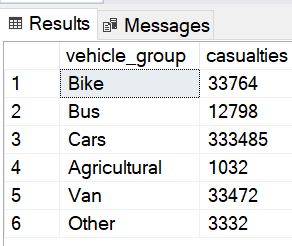 Results Messages
vehicle_group casualties
1 Bike 33764
2 Bus 12798
3 Cars 333485
4 Agricultural 1032
5 Van 33472
6 Other 3332